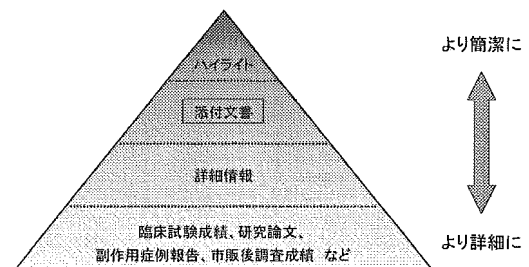 ハイライト
より簡潔に
添付文書
詳細情報
臨床試験成績、研究論文、
副作用症例報告、市販後調査成績 など
より詳細に